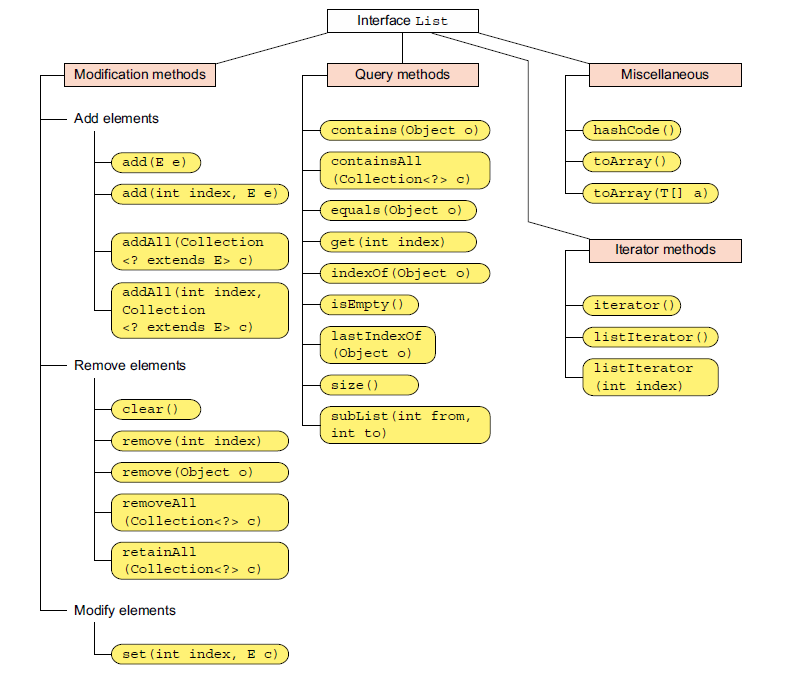 Interface List
Modification methods
Add elements
add(E e)
add(int index, E e)
addAll(Collection
<? extends E> c)
addAll(int index,
Collection
<? extends E> c)
Remove elements
clear()
remove(int index)
remove(Object o)
removeAll
(Collection<?> c)
retainAll
(Collection<?> c)
Modify elements
set(int index, E c)
Query methods
contains(Object o)
containsAll
(Collection<?> c)
equals(Object o)
get(int index)
indexOf(Object o)
isEmpty()
lastIndexOf
(Object o)
size()
subList(int from,
int to)
Miscellaneous
hashCode()
toArray()
toArray(T[] a)
Iterator methods
iterator()
listIterator()
listIterator
(int index)